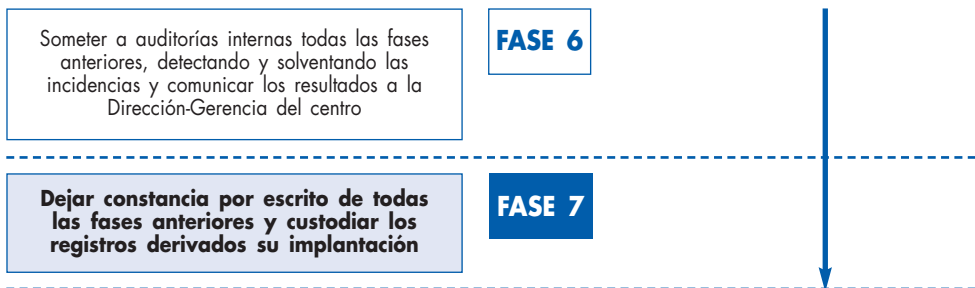 Someter a auditorías internas todas las fases
anteriores, detectando y solventando las
incidencias y comunicar los resultados a la
Dirección-Gerencia del centro
FASE 6
Dejar constancia por escrito de todas
las fases anteriores y custodiar los
registros derivados su implantación
FASE 7